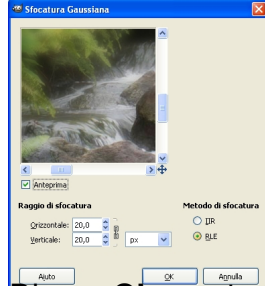 Sfocatura Gaussiana
Anteprima
Raggio di sfocatura
Metodo di sfocatura
Orizzontale: 20,0
IIR
Verticale: 20,0 px
RLE
Aiuto OK Annulla